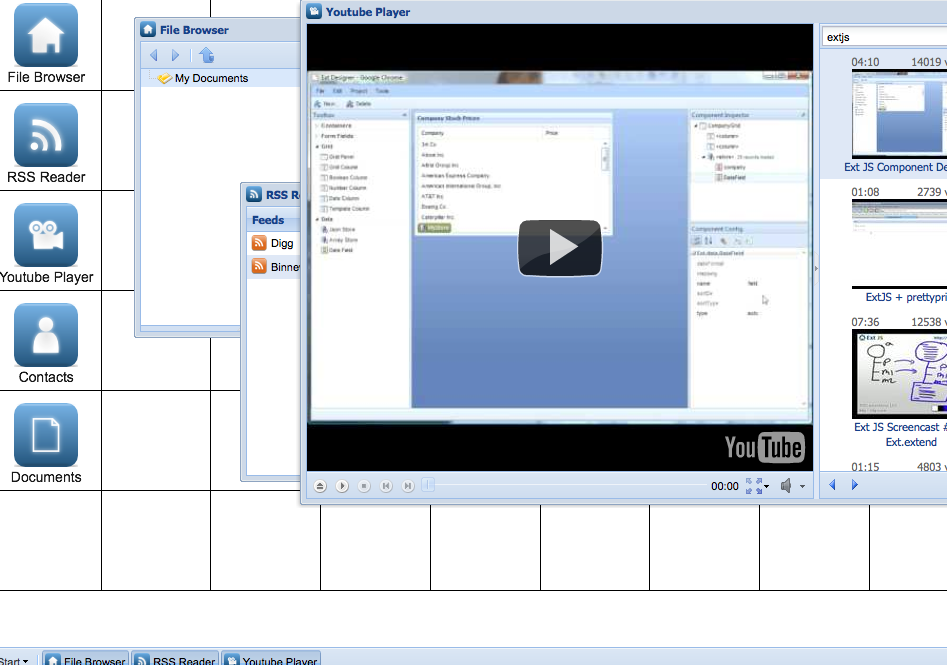 File Browser
RSS Reader
Youtube Player
Contacts
Documents
File Browser
My Documents
RSS R
Feeds
Digg
Binne
Youtube Player
Ext Designer - Google Chrome
File Edit Project Tools
New Delete
Toolbox
Containers
Form Fields
Grid
Grid Panel
Grid Column
Boolean Column
Number Column
Date Column
Template Column
Data
Json Store
Array Store
Data Field
Company Stock Prices
Company Price
3m Co
Alcoa Inc
Altria Group Inc
American Express Company
American International Group, Inc
AT&T Inc
Boeing Co.
Caterpillar Inc.
MyStore
Component Inspector
CompanyGrid
<column>
<column>
company
DataField
Component Config
Ext.data.DataField
dateFormat
mapping
name field
sortDir
sortType
type auto
YouTube
00:00
extjs
04:10 14019 v
Ext JS Component De
01:08 2739 v
ExtJS + prettypri
07:36 12538 v
Ext JS
Ext JS Screencast #
Ext.extend
01:15 4803 v
Start
File Browser
RSS Reader
Youtube Player